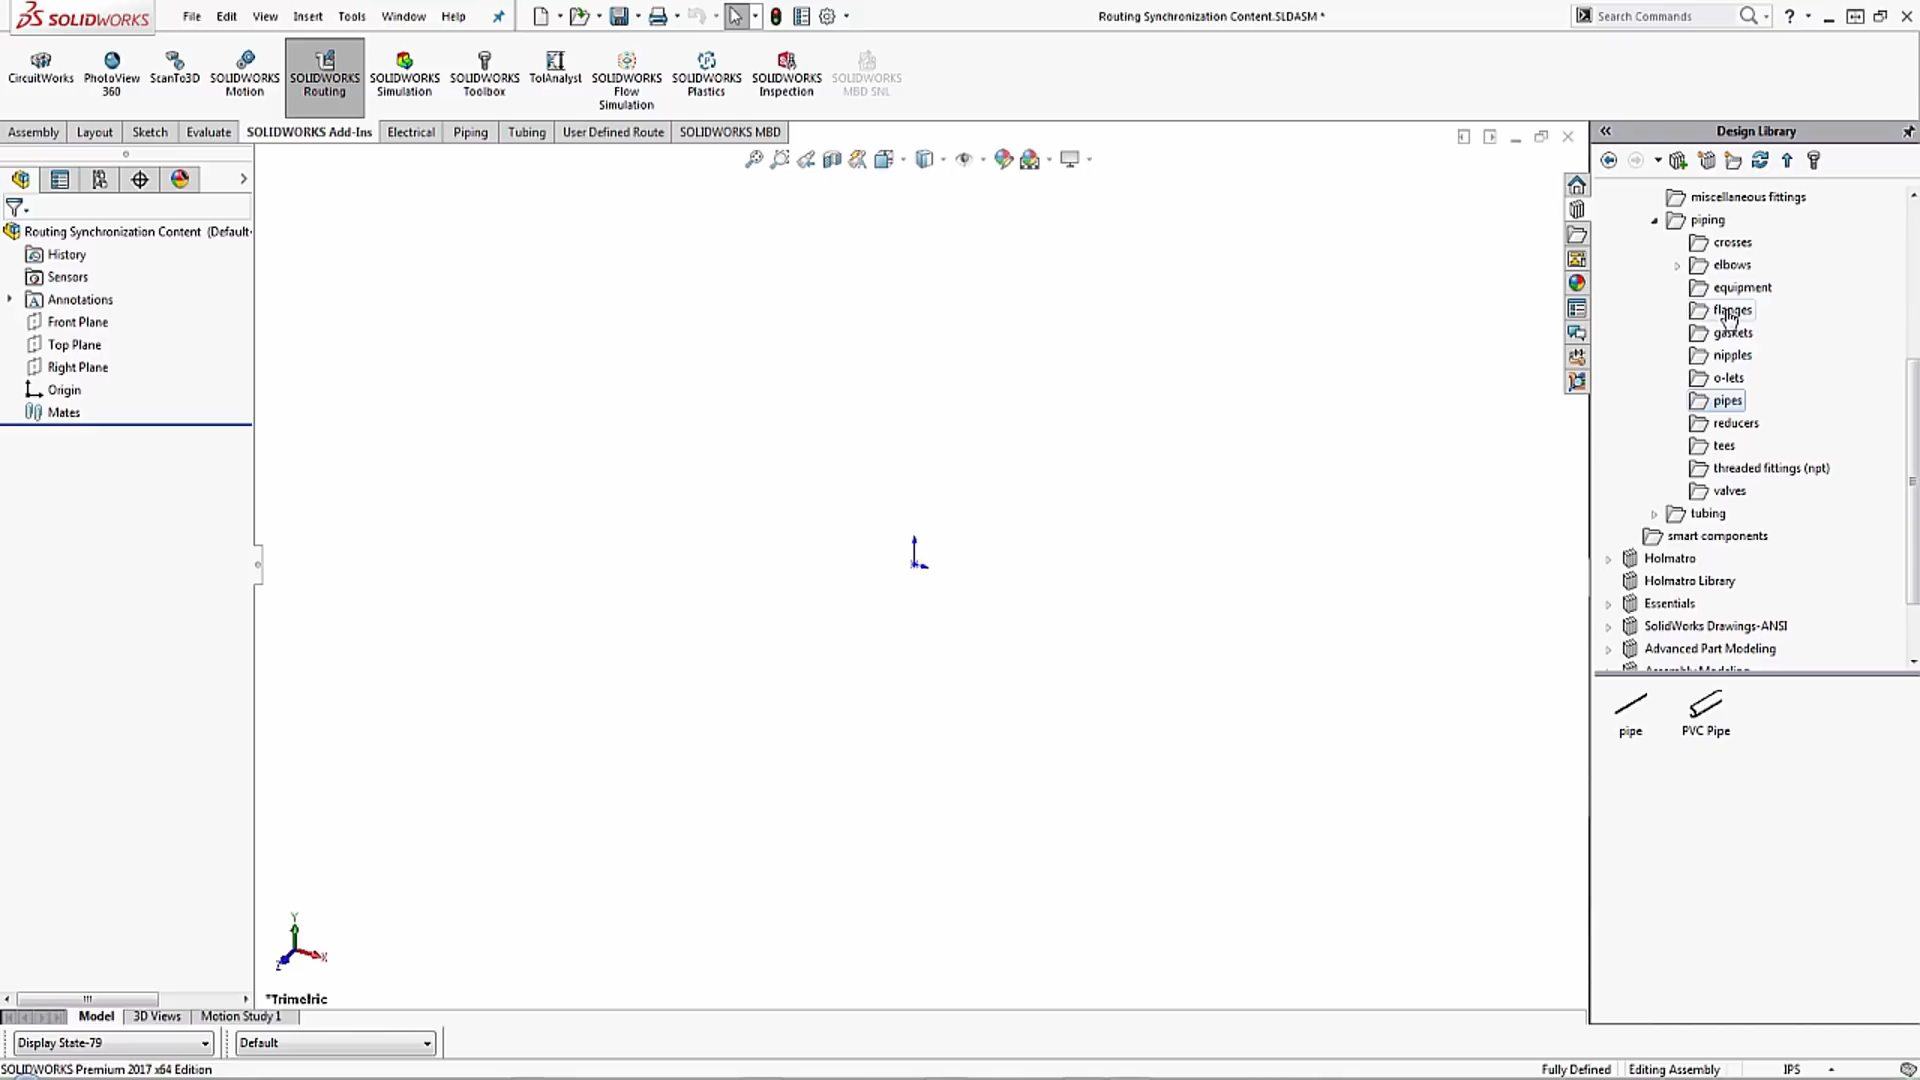 SOLIDWORKS
File Edit View Insert Tools Window Help
Routing Synchronization Content.SLDASM *
Search Commands
CircuitWorks
PhotoView 360
ScanTo3D
SOLIDWORKS Motion
SOLIDWORKS Routing
SOLIDWORKS Simulation
SOLIDWORKS Toolbox
TolAnalyst
SOLIDWORKS Flow Simulation
SOLIDWORKS Plastics
SOLIDWORKS Inspection
SOLIDWORKS MBD SNL
Assembly Layout Sketch Evaluate SOLIDWORKS Add-Ins Electrical Piping Tubing User Defined Route SOLIDWORKS MBD
Routing Synchronization Content (Default
History
Sensors
Annotations
Front Plane
Top Plane
Right Plane
Origin
Mates
Y
X
Z
*Trimetric
Design Library
miscellaneous fittings
piping
crosses
elbows
equipment
flanges
gaskets
nipples
o-lets
pipes
reducers
tees
threaded fittings (npt)
valves
tubing
smart components
Holmatro
Holmatro Library
Essentials
SolidWorks Drawings-ANSI
Advanced Part Modeling
Assembly Modeling
pipe
PVC Pipe
Model 3D Views Motion Study 1
Display State-79
Default
SOLIDWORKS Premium 2017 x64 Edition
Fully Defined Editing Assembly IPS